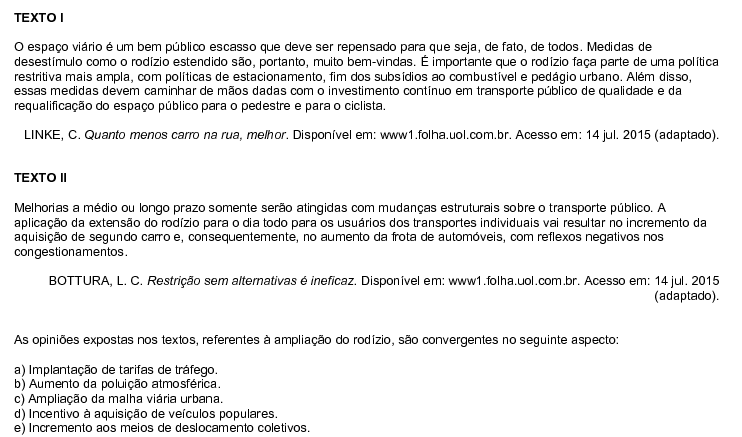 TEXTO I
O espaço viário é um bem público escasso que deve ser repensado para que seja, de fato, de todos. Medidas de
desestímulo como o rodízio estendido são, portanto, muito bem-vindas. É importante que o rodízio faça parte de uma política
restritiva mais ampla, com políticas de estacionamento, fim dos subsídios ao combustível e pedágio urbano. Além disso,
essas medidas devem caminhar de mãos dadas com o investimento contínuo em transporte público de qualidade e da
requalificação do espaço público para o pedestre e para o ciclista.
LINKE, C. Quanto menos carro na rua, melhor. Disponível em: www1.folha.uol.com.br. Acesso em: 14 jul. 2015 (adaptado).
TEXTO II
Melhorias a médio ou longo prazo somente serão atingidas com mudanças estruturais sobre o transporte público. A
aplicação da extensão do rodízio para o dia todo para os usuários dos transportes individuais vai resultar no incremento da
aquisição de segundo carro e, consequentemente, no aumento da frota de automóveis, com reflexos negativos nos
congestionamentos.
BOTTURA, L. C. Restrição sem alternativas é ineficaz. Disponível em: www1.folha.uol.com.br. Acesso em: 14 jul. 2015
(adaptado).
As opiniões expostas nos textos, referentes à ampliação do rodízio, são convergentes no seguinte aspecto:
a) Implantação de tarifas de tráfego.
b) Aumento da poluição atmosférica.
c) Ampliação da malha viária urbana.
d) Incentivo à aquisição de veículos populares.
e) Incremento aos meios de deslocamento coletivos.